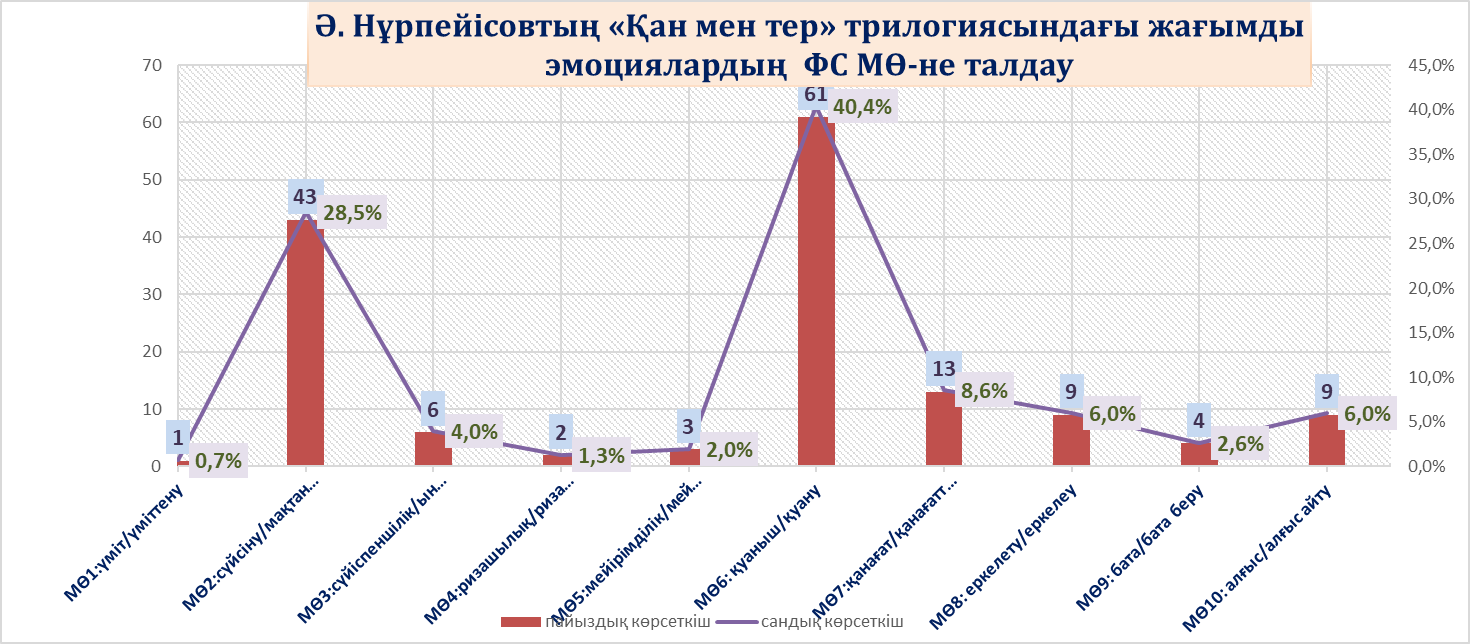 Ә. Нұрпейісовтың «Қан мен тер» трилогиясындағы жағымды
эмоциялардың ФС МӨ-не талдау
70
60
50
40
30
20
10
0
45,0%
40,0%
35,0%
30,0%
25,0%
20,0%
15,0%
10,0%
5,0%
0,0%
1
43
6
2
3
61
13
9
4
9
0,7%
28,5%
4,0%
1,3%
2,0%
40,4%
8,6%
6,0%
2,6%
6,0%
МӨ1:үміт/үміттену
МӨ2:сүйсіну/мақтан...
МӨ3:сүйіспеншілік/ын...
МӨ4:ризашылық/риза...
МӨ5:мейірімділік/мей...
МӨ6: қуаныш/қуану
МӨ7:қанағат/қанағатт...
МӨ8: еркелету/еркелеу
МӨ9: бата/бата беру
МӨ10: алғыс/алғыс айту
пайыздық көрсеткіш
сандық көрсеткіш